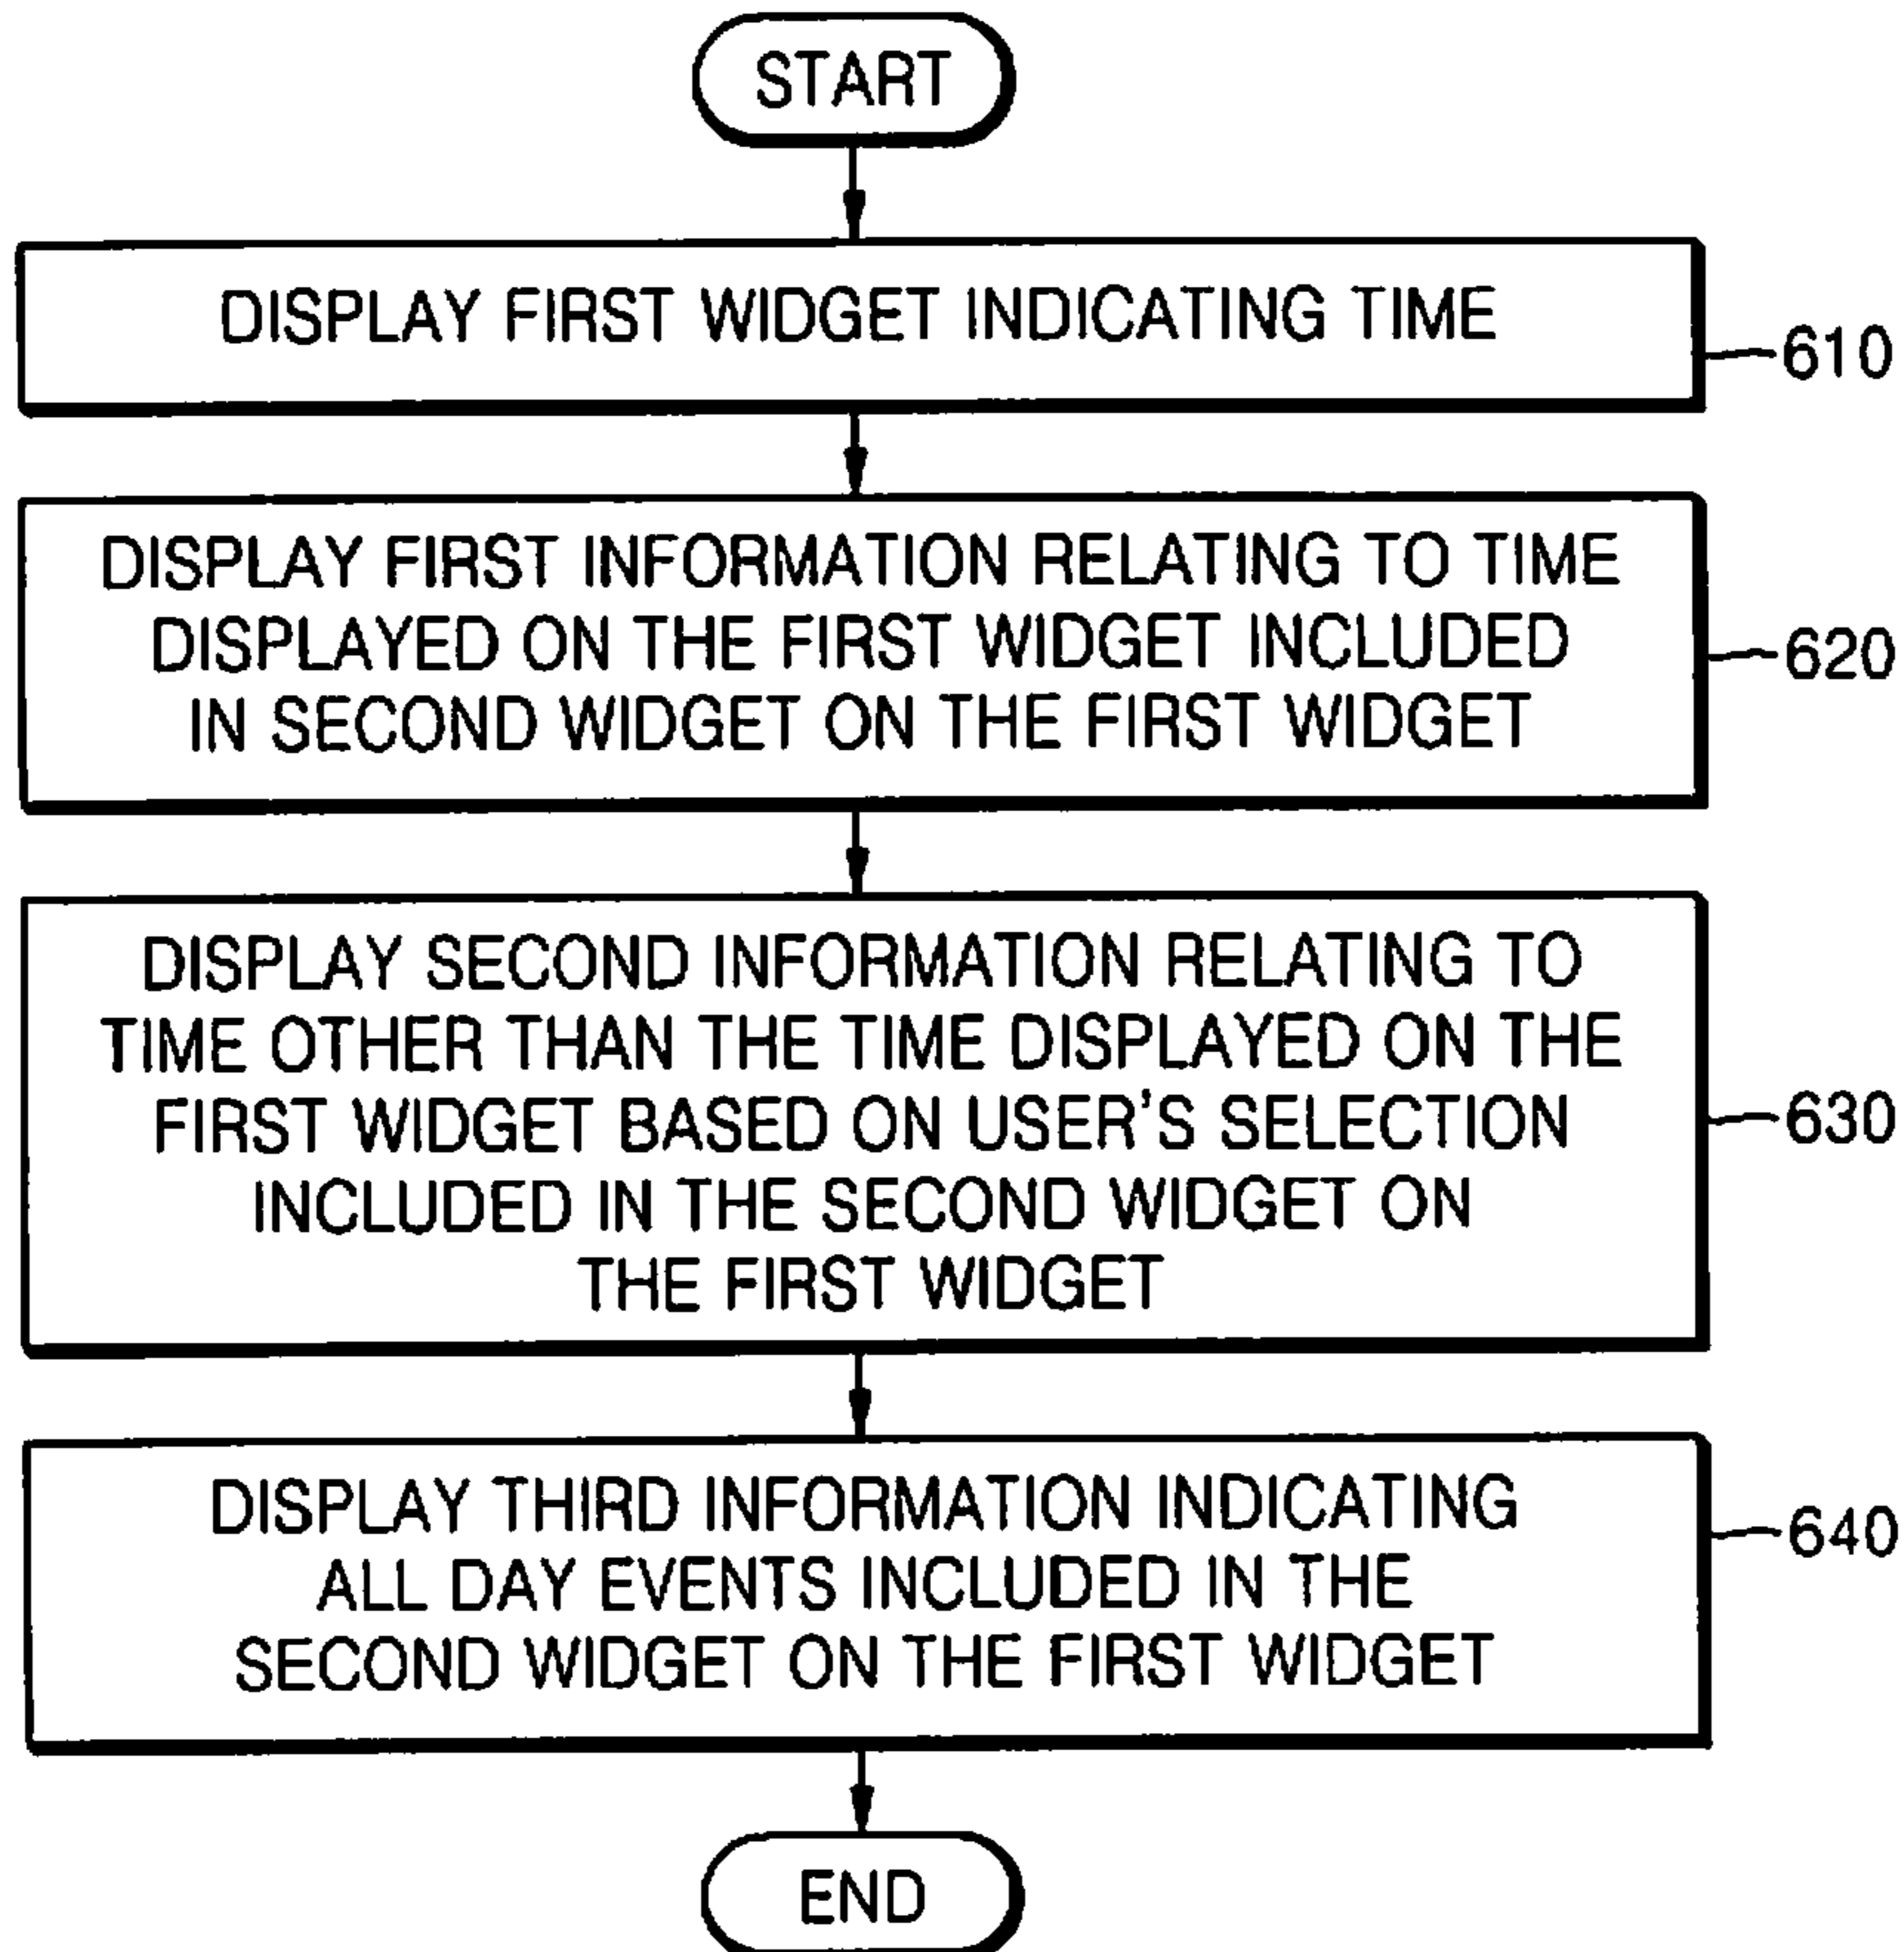 START
DISPLAY FIRST WIDGET INDICATING TIME
610
DISPLAY FIRST INFORMATION RELATING TO TIME
DISPLAYED ON THE FIRST WIDGET INCLUDED
IN SECOND WIDGET ON THE FIRST WIDGET
620
DISPLAY SECOND INFORMATION RELATING TO
TIME OTHER THAN THE TIME DISPLAYED ON THE
FIRST WIDGET BASED ON USER'S SELECTION
INCLUDED IN THE SECOND WIDGET ON
THE FIRST WIDGET
630
DISPLAY THIRD INFORMATION INDICATING
ALL DAY EVENTS INCLUDED IN THE
SECOND WIDGET ON THE FIRST WIDGET
640
END